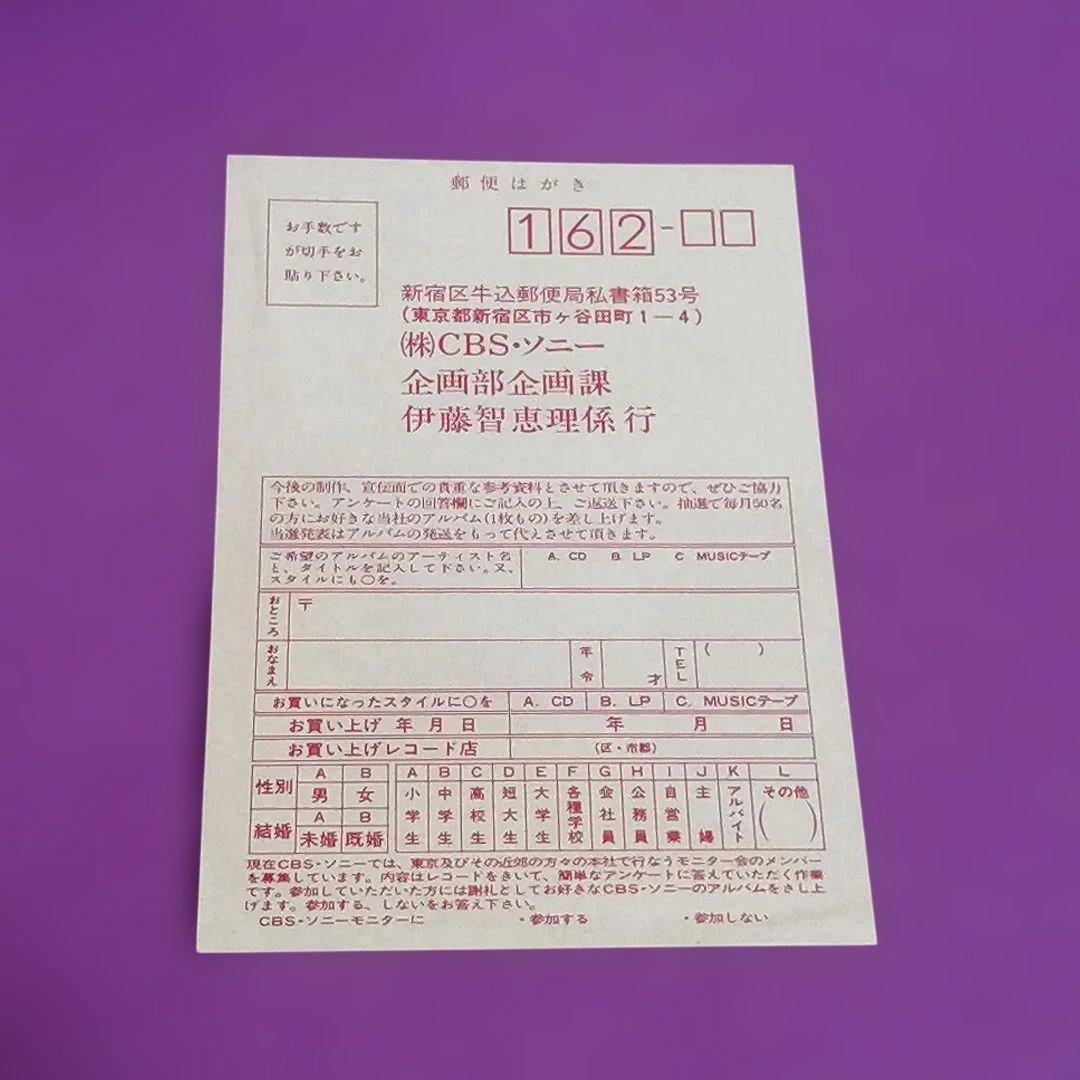 郵便はがき
お手数です
が切手をお
貼り下さい。
162-□□
新宿区牛込郵便局私書箱53号
(東京都新宿区市ヶ谷田町1−4)
㈱CBS・ソニー
企画部企画課
伊藤智恵理係行
今後の制作、宣伝面での貴重な参考資料とさせて頂きますので、ぜひご協力
下さい。アンケートの回答欄にご記入の上、ご返送下さい。抽選で毎月50名
の方にお好きな当社のアルバム(1枚もの)を差し上げます。
当選発表はアルバムの発送をもって代えさせて頂きます。
ご希望のアルバムのアーティスト名
と、タイトルを記入して下さい。又、
スタイルにも○を。
A. CD B. LP C MUSICテープ
おところ 〒
おなまえ 年令 才 TEL ( )
お買いになったスタイルに○を A. CD B. LP C. MUSICテープ
お買い上げ 年 月 日 年 月 日
お買い上げレコード店 (区・市郡)
性別 A 男 B 女
結婚 A 未婚 B 既婚
A 小学生 B 中学生 C 高校生 D 短大生 E 大学生 F 各種学校 G 会社員 H 公務員 I 自営業 J 主婦 K アルバイト L その他 ( )
現在CBS・ソニーでは、東京及びその近郊の方々の本社で行なうモニター会のメンバー
を募集しています。内容はレコードをきいて、簡単なアンケートに答えていただく作業
です。参加していただいた方には謝礼としてお好きなCBS・ソニーのアルバムをさし上
げます。参加する、しないをお答え下さい。
CBS・ソニーモニターに ・参加する ・参加しない